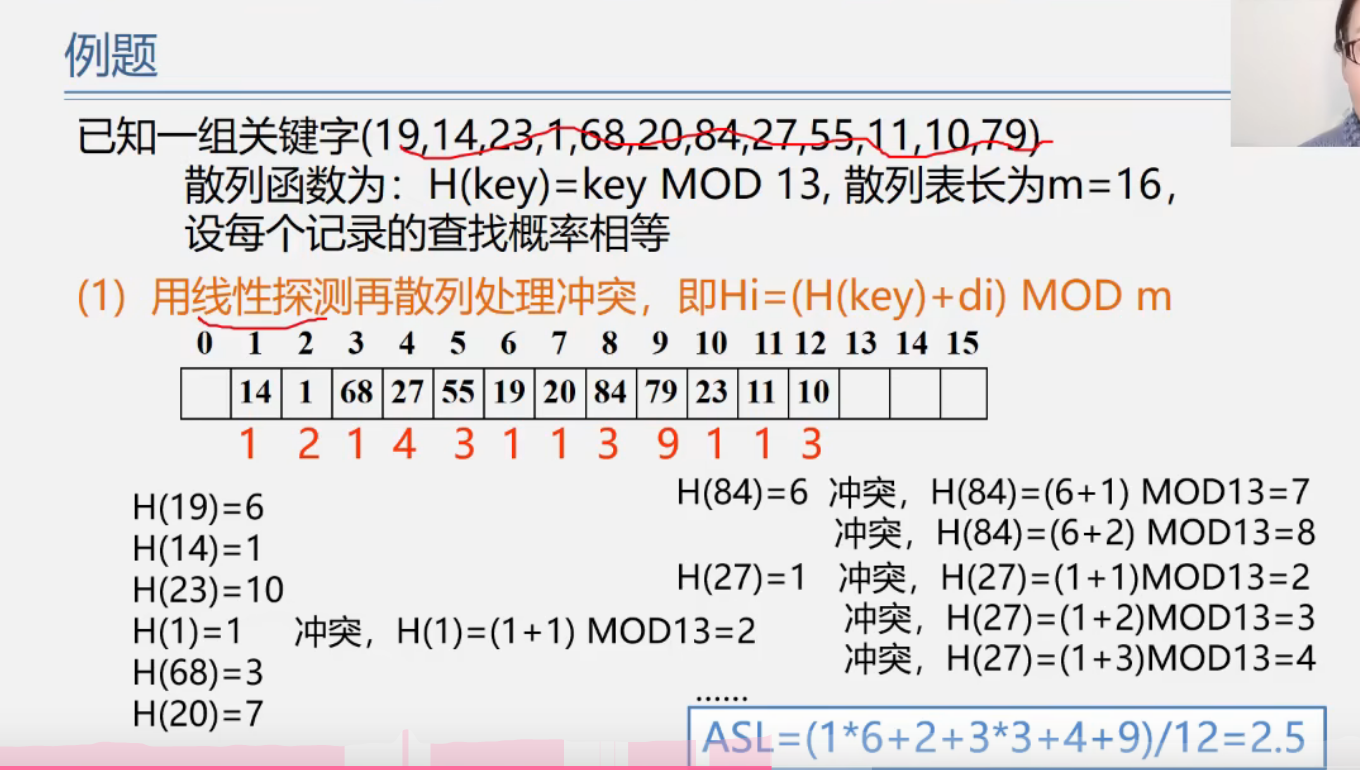 例题
已知一组关键字(19,14,23,1,68,20,84,27,55,11,10,79)
散列函数为：H(key)=key MOD 13, 散列表长为m=16，
设每个记录的查找概率相等
(1) 用线性探测再散列处理冲突，即Hi=(H(key)+di) MOD m
0 1 2 3 4 5 6 7 8 9 10 11 12 13 14 15
14 1 68 27 55 19 20 84 79 23 11 10
1 2 1 4 3 1 1 3 9 1 1 3
H(19)=6
H(14)=1
H(23)=10
H(1)=1 冲突，H(1)=(1+1) MOD13=2
H(68)=3
H(20)=7
H(84)=6 冲突，H(84)=(6+1) MOD13=7
冲突，H(84)=(6+2) MOD13=8
H(27)=1 冲突，H(27)=(1+1)MOD13=2
冲突，H(27)=(1+2)MOD13=3
冲突，H(27)=(1+3)MOD13=4
......
ASL=(1*6+2+3*3+4+9)/12=2.5